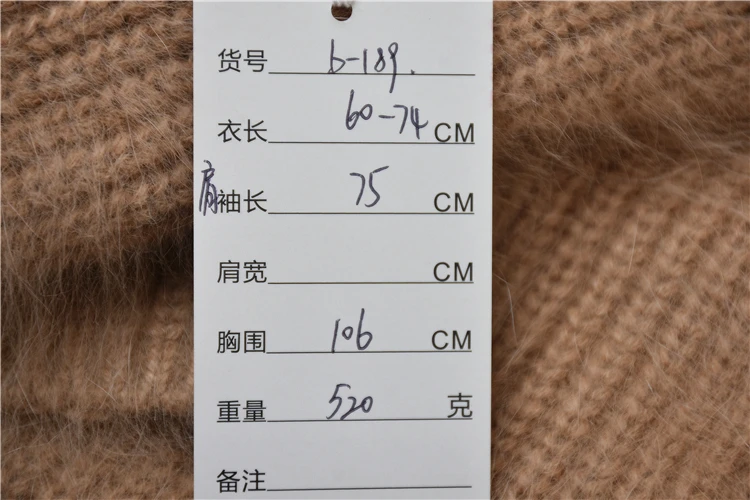 货号 b-189.
衣长 60-74 CM
肩袖长 75 CM
肩宽 CM
胸围 106 CM
重量 520 克
备注